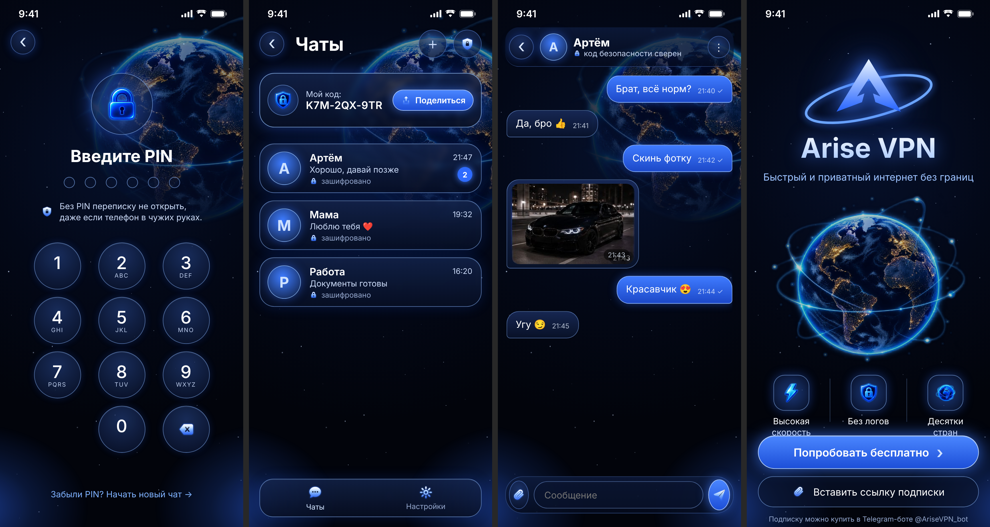 9:41
Введите PIN
Без PIN переписку не открыть,
даже если телефон в чужих руках.
1
2
ABC
3
DEF
4
GHI
5
JKL
6
MNO
7
PQRS
8
TUV
9
WXYZ
0
Забыли PIN? Начать новый чат →
9:41
Чаты
Мой код:
K7M-2QX-9TR
Поделиться
A
Артём
21:47
Хорошо, давай позже
зашифровано
2
М
Мама
19:32
Люблю тебя ❤️
зашифровано
Р
Работа
16:20
Документы готовы
зашифровано
Чаты
Настройки
9:41
A
Артём
код безопасности сверен
Брат, всё норм? 21:40 ✓
Да, бро 👍 21:41
Скинь фотку 21:42 ✓
21:43
Красавчик 😍 21:44 ✓
Угу 😏 21:45
Сообщение
9:41
Arise VPN
Быстрый и приватный интернет без границ
Высокая
скорость
Без логов
Десятки
стран
Попробовать бесплатно
Вставить ссылку подписки
Подписку можно купить в Telegram-боте @AriseVPN_bot